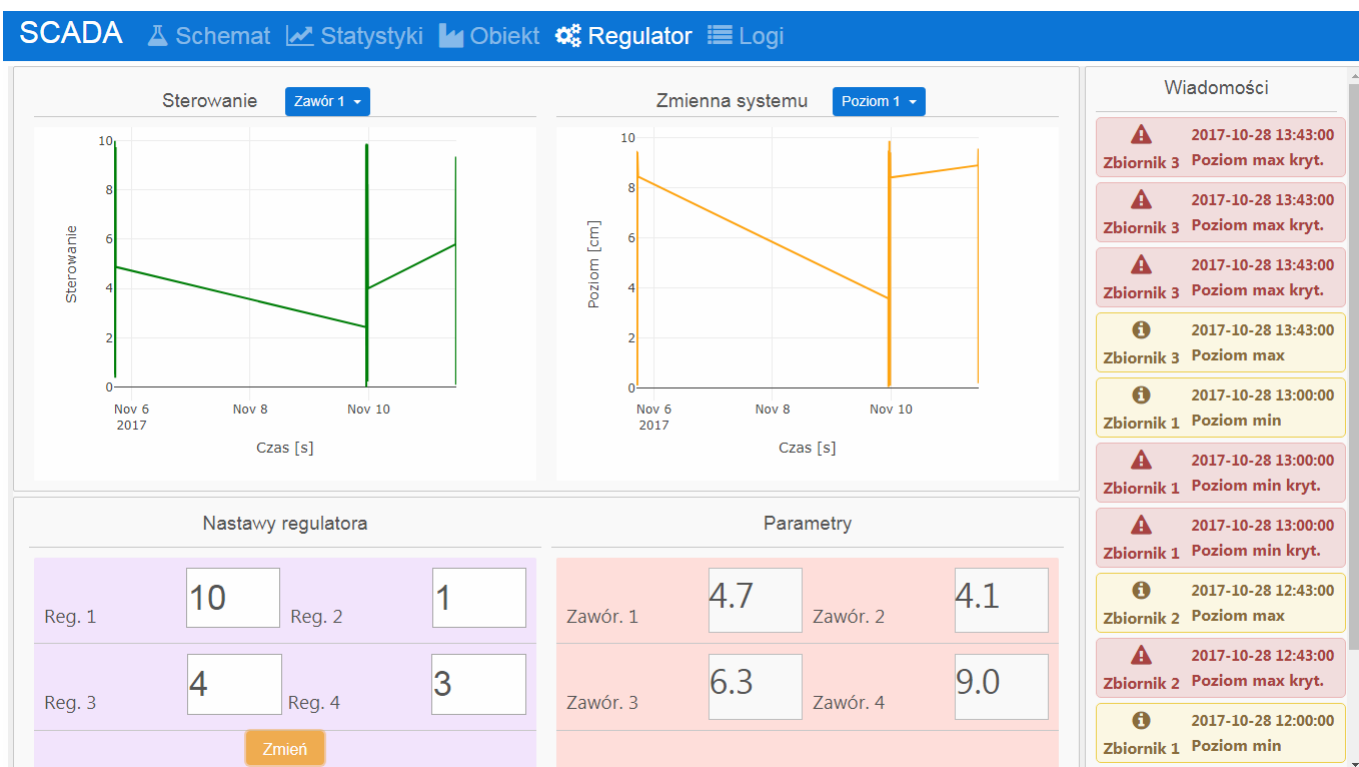 SCADA Schemat Statystyki Obiekt Regulator Logi
Sterowanie Zawór 1
10
8
6
4
2
0
Sterowanie
Nov 6
2017
Nov 8
Nov 10
Czas [s]
Zmienna systemu Poziom 1
10
8
6
4
2
0
Poziom [cm]
Nov 6
2017
Nov 8
Nov 10
Czas [s]
Nastawy regulatora
Reg. 1 10 Reg. 2 1
Reg. 3 4 Reg. 4 3
Zmień
Parametry
Zawór. 1 4.7 Zawór. 2 4.1
Zawór. 3 6.3 Zawór. 4 9.0
Wiadomości
2017-10-28 13:43:00
Zbiornik 3 Poziom max kryt.
2017-10-28 13:43:00
Zbiornik 3 Poziom max kryt.
2017-10-28 13:43:00
Zbiornik 3 Poziom max kryt.
2017-10-28 13:43:00
Zbiornik 3 Poziom max
2017-10-28 13:00:00
Zbiornik 1 Poziom min
2017-10-28 13:00:00
Zbiornik 1 Poziom min kryt.
2017-10-28 13:00:00
Zbiornik 1 Poziom min kryt.
2017-10-28 12:43:00
Zbiornik 2 Poziom max
2017-10-28 12:43:00
Zbiornik 2 Poziom max kryt.
2017-10-28 12:00:00
Zbiornik 1 Poziom min